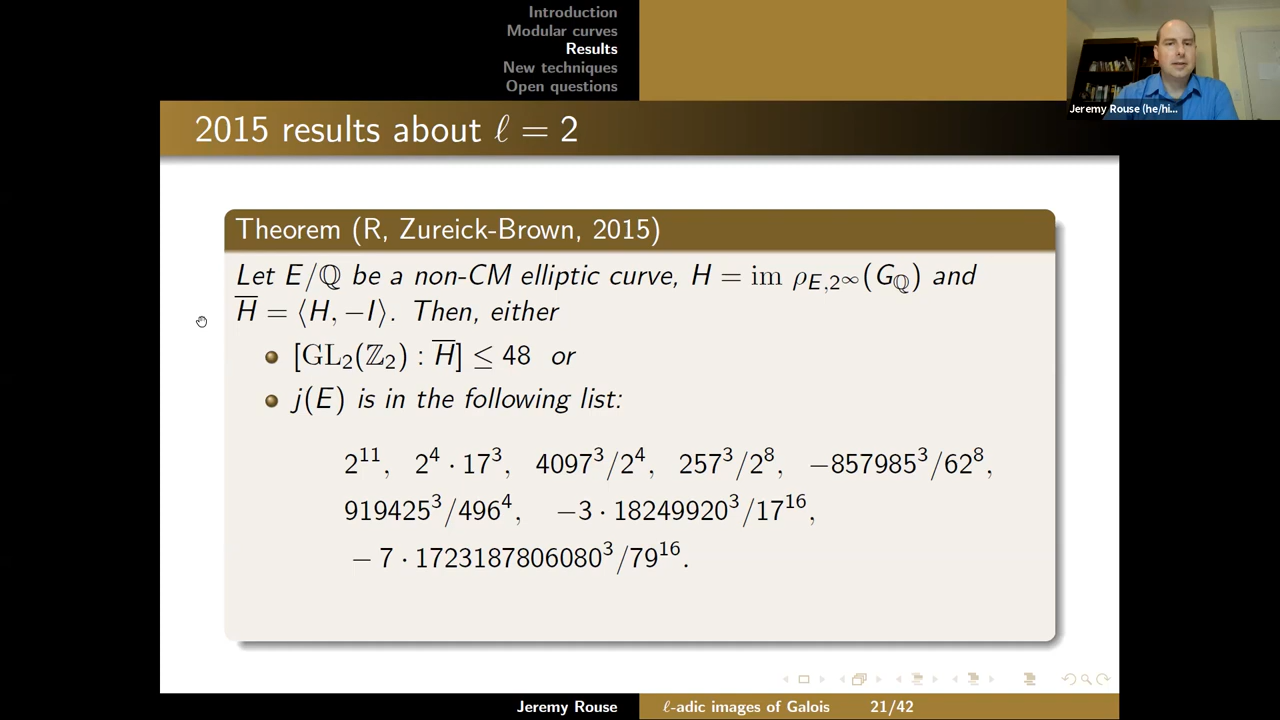 Introduction
Modular curves
Results
New techniques
Open questions
Jeremy Rouse (he/hi...
2015 results about ℓ = 2
Theorem (R, Zureick-Brown, 2015)
Let E/ℚ be a non-CM elliptic curve, H = im ρ_{E,2^∞}(G_ℚ) and
H̅ = ⟨H, −I⟩. Then, either
[GL₂(ℤ₂) : H̅] ≤ 48 or
j(E) is in the following list:
2¹¹, 2⁴ · 17³, 4097³/2⁴, 257³/2⁸, −857985³/62⁸,
919425³/496⁴, −3 · 18249920³/17¹⁶,
− 7 · 1723187806080³/79¹⁶.
Jeremy Rouse ℓ-adic images of Galois 21/42